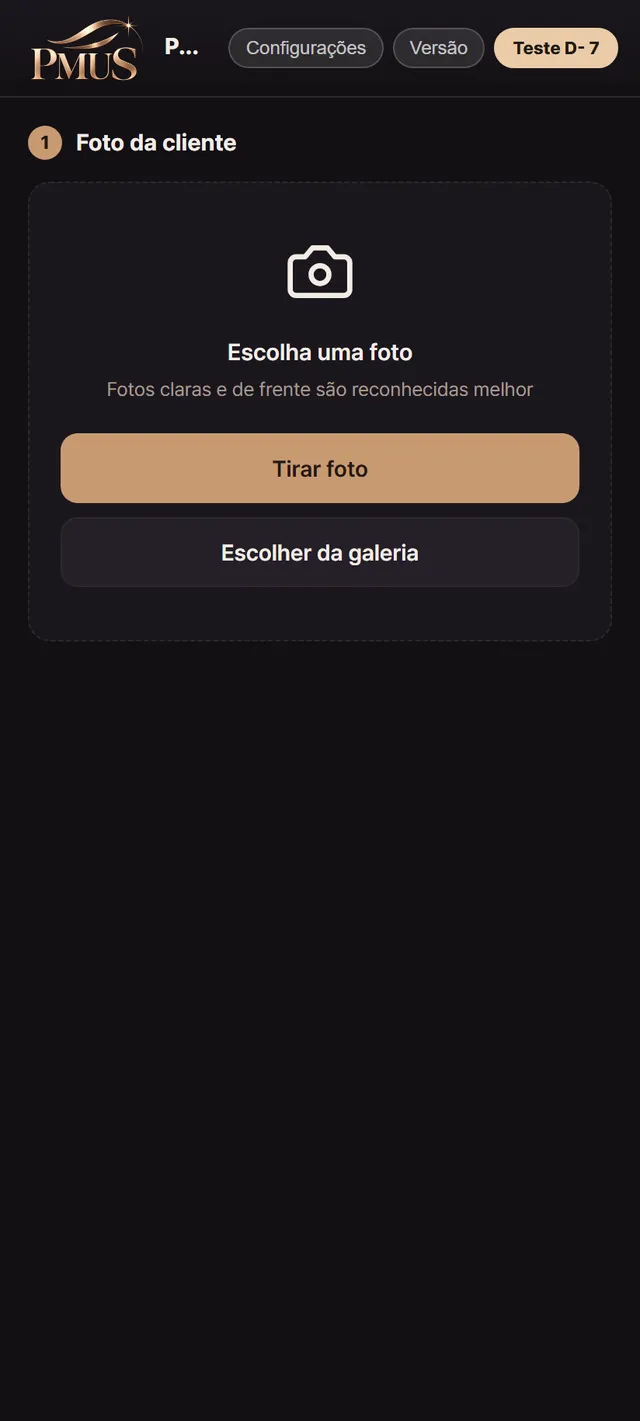 PMUS
P...
Configurações
Versão
Teste D- 7
1
Foto da cliente
Escolha uma foto
Fotos claras e de frente são reconhecidas melhor
Tirar foto
Escolher da galeria